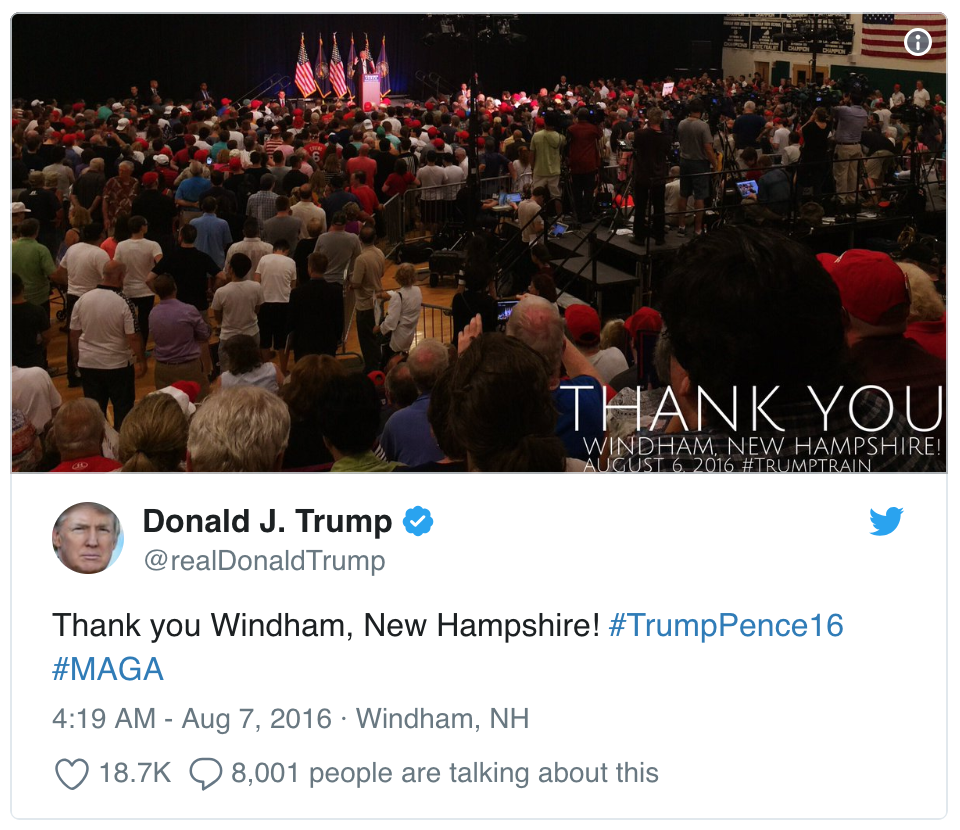 THANK YOU
WINDHAM, NEW HAMPSHIRE!
AUGUST 6, 2016 #TRUMPTRAIN
Donald J. Trump
@realDonaldTrump
Thank you Windham, New Hampshire! #TrumpPence16
#MAGA
4:19 AM - Aug 7, 2016 · Windham, NH
18.7K 8,001 people are talking about this